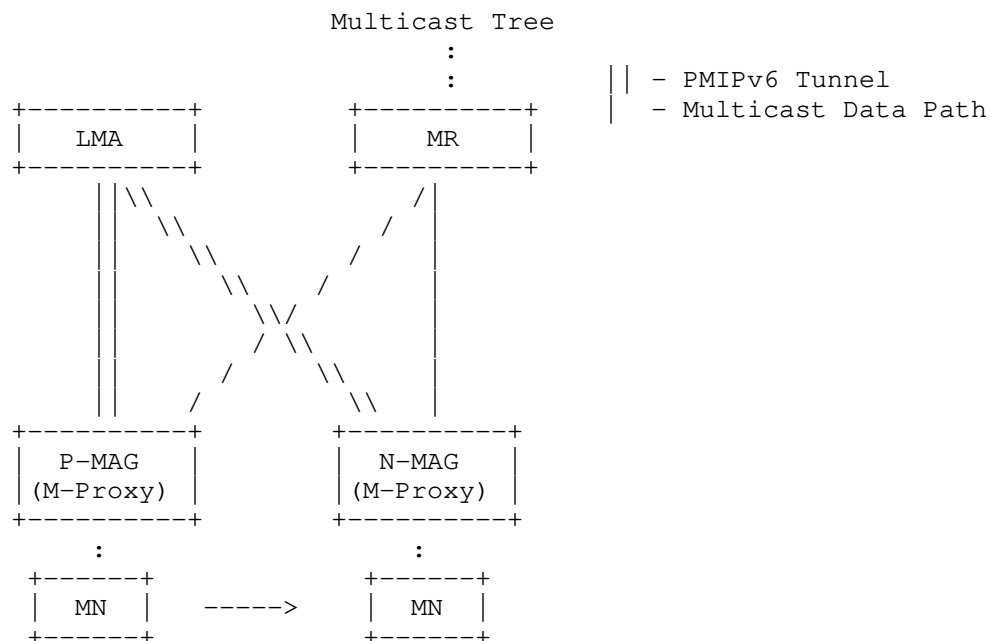 Multicast Tree
:
: || - PMIPv6 Tunnel
| - Multicast Data Path
LMA MR
P-MAG N-MAG
(M-Proxy) (M-Proxy)
: :
MN -----> MN